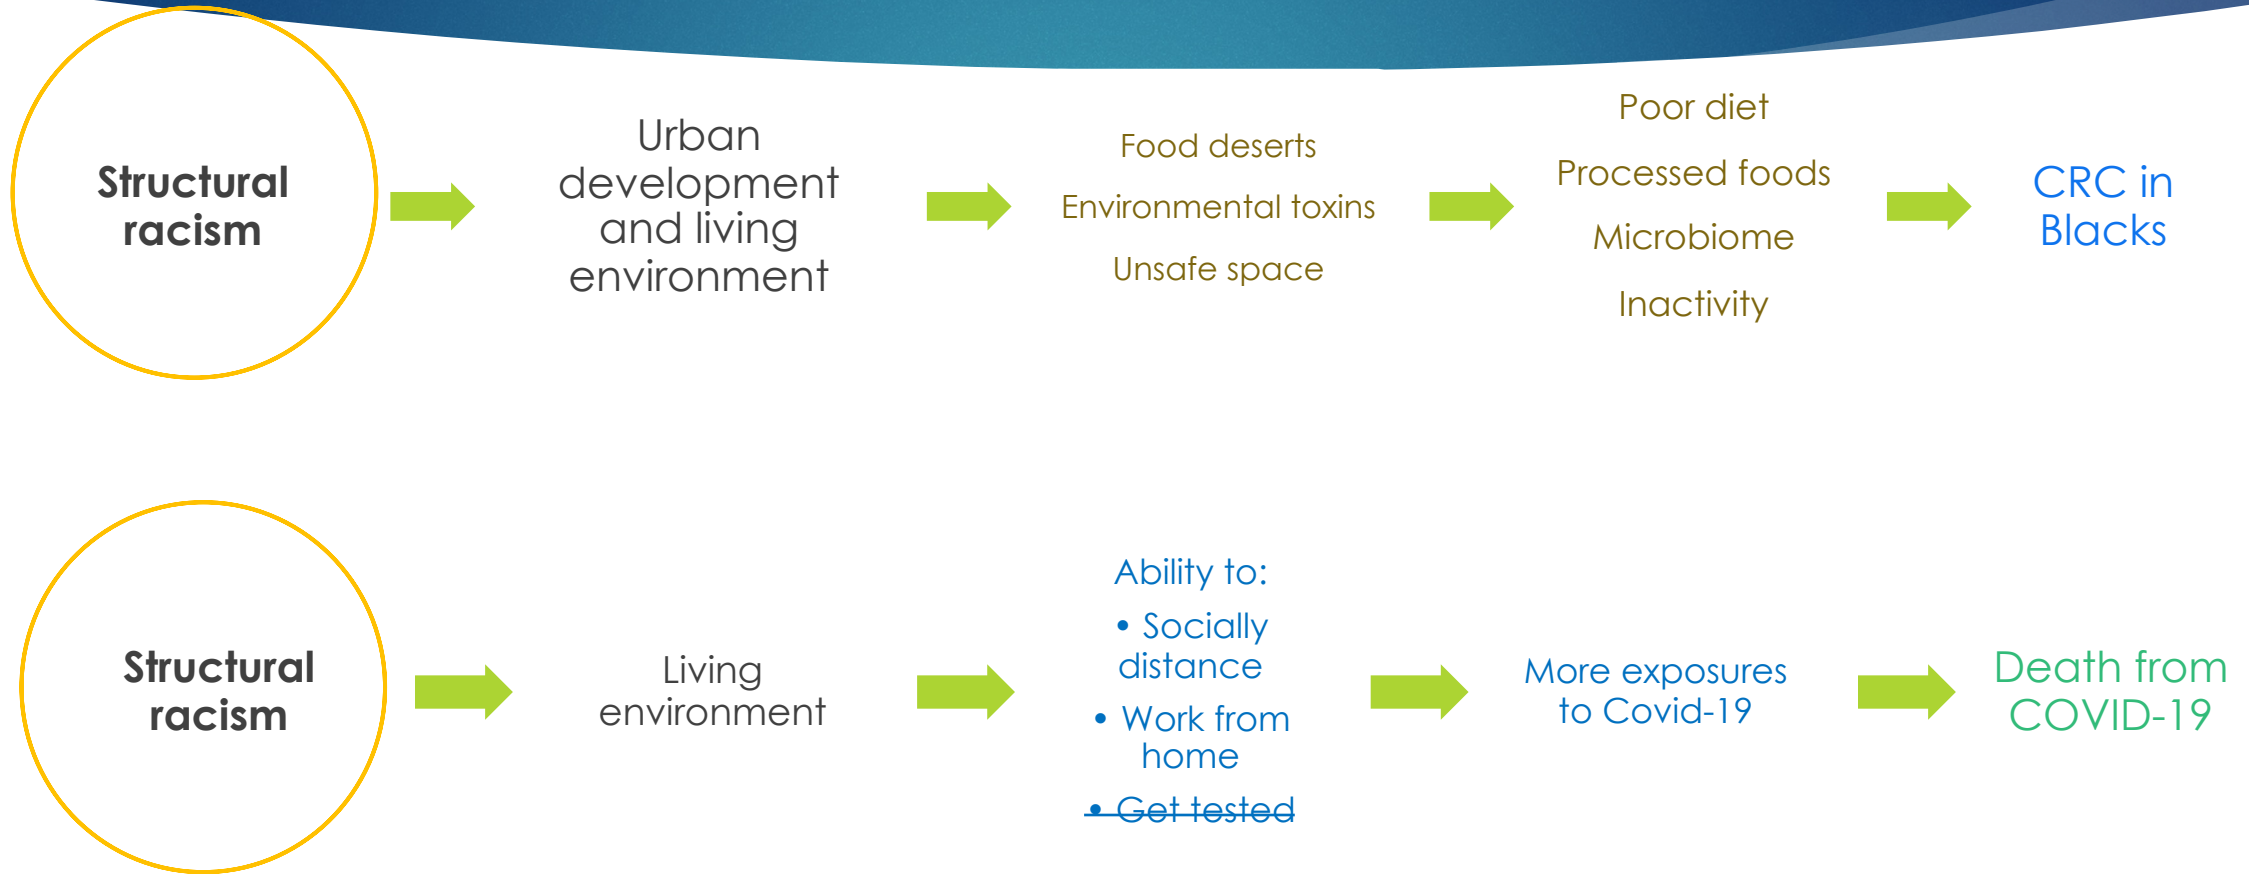 Structural
racism
Urban
development
and living
environment
Food deserts
Environmental toxins
Unsafe space
Poor diet
Processed foods
Microbiome
Inactivity
CRC in
Blacks
Structural
racism
Living
environment
Ability to:
• Socially
distance
• Work from
home
• Get tested
More exposures
to Covid-19
Death from
COVID-19